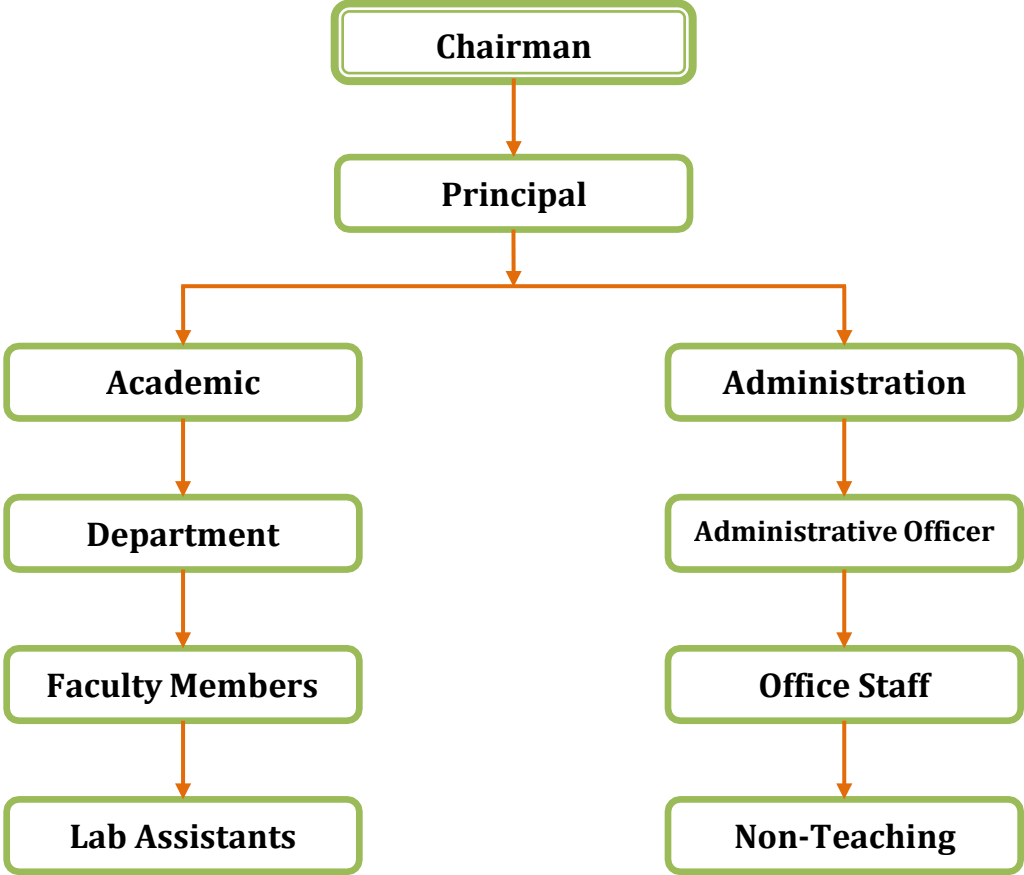 Chairman
Principal
Academic
Administration
Department
Administrative Officer
Faculty Members
Office Staff
Lab Assistants
Non-Teaching